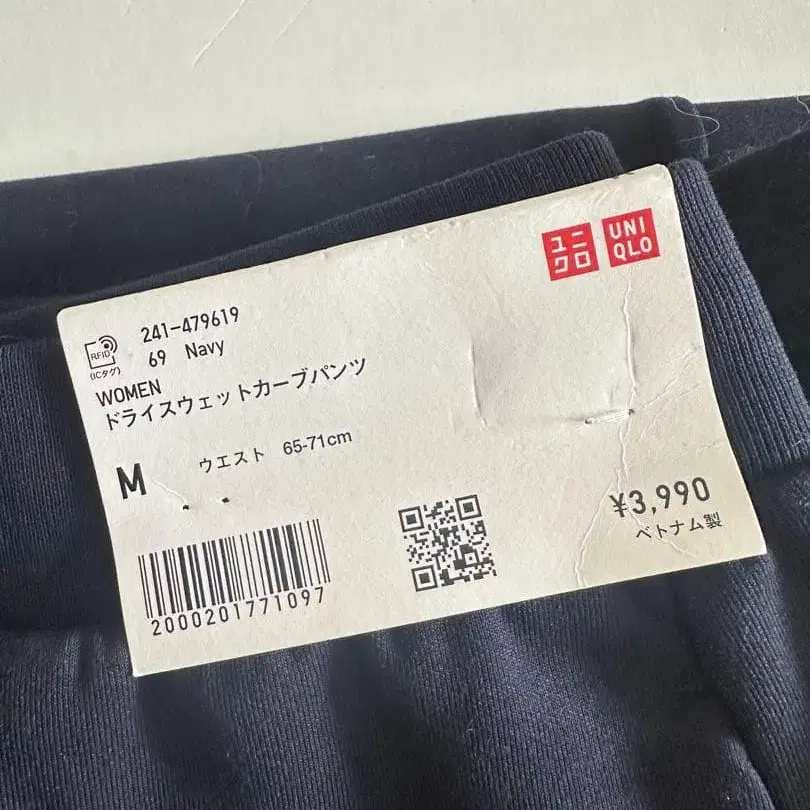 ユニ
クロ
UNI
QLO
241-479619
RFID
69 Navy
(ICタグ)
WOMEN
ドライスウェットカーブパンツ
M ウエスト 65-71cm
¥3,990
ベトナム製
2000201771097